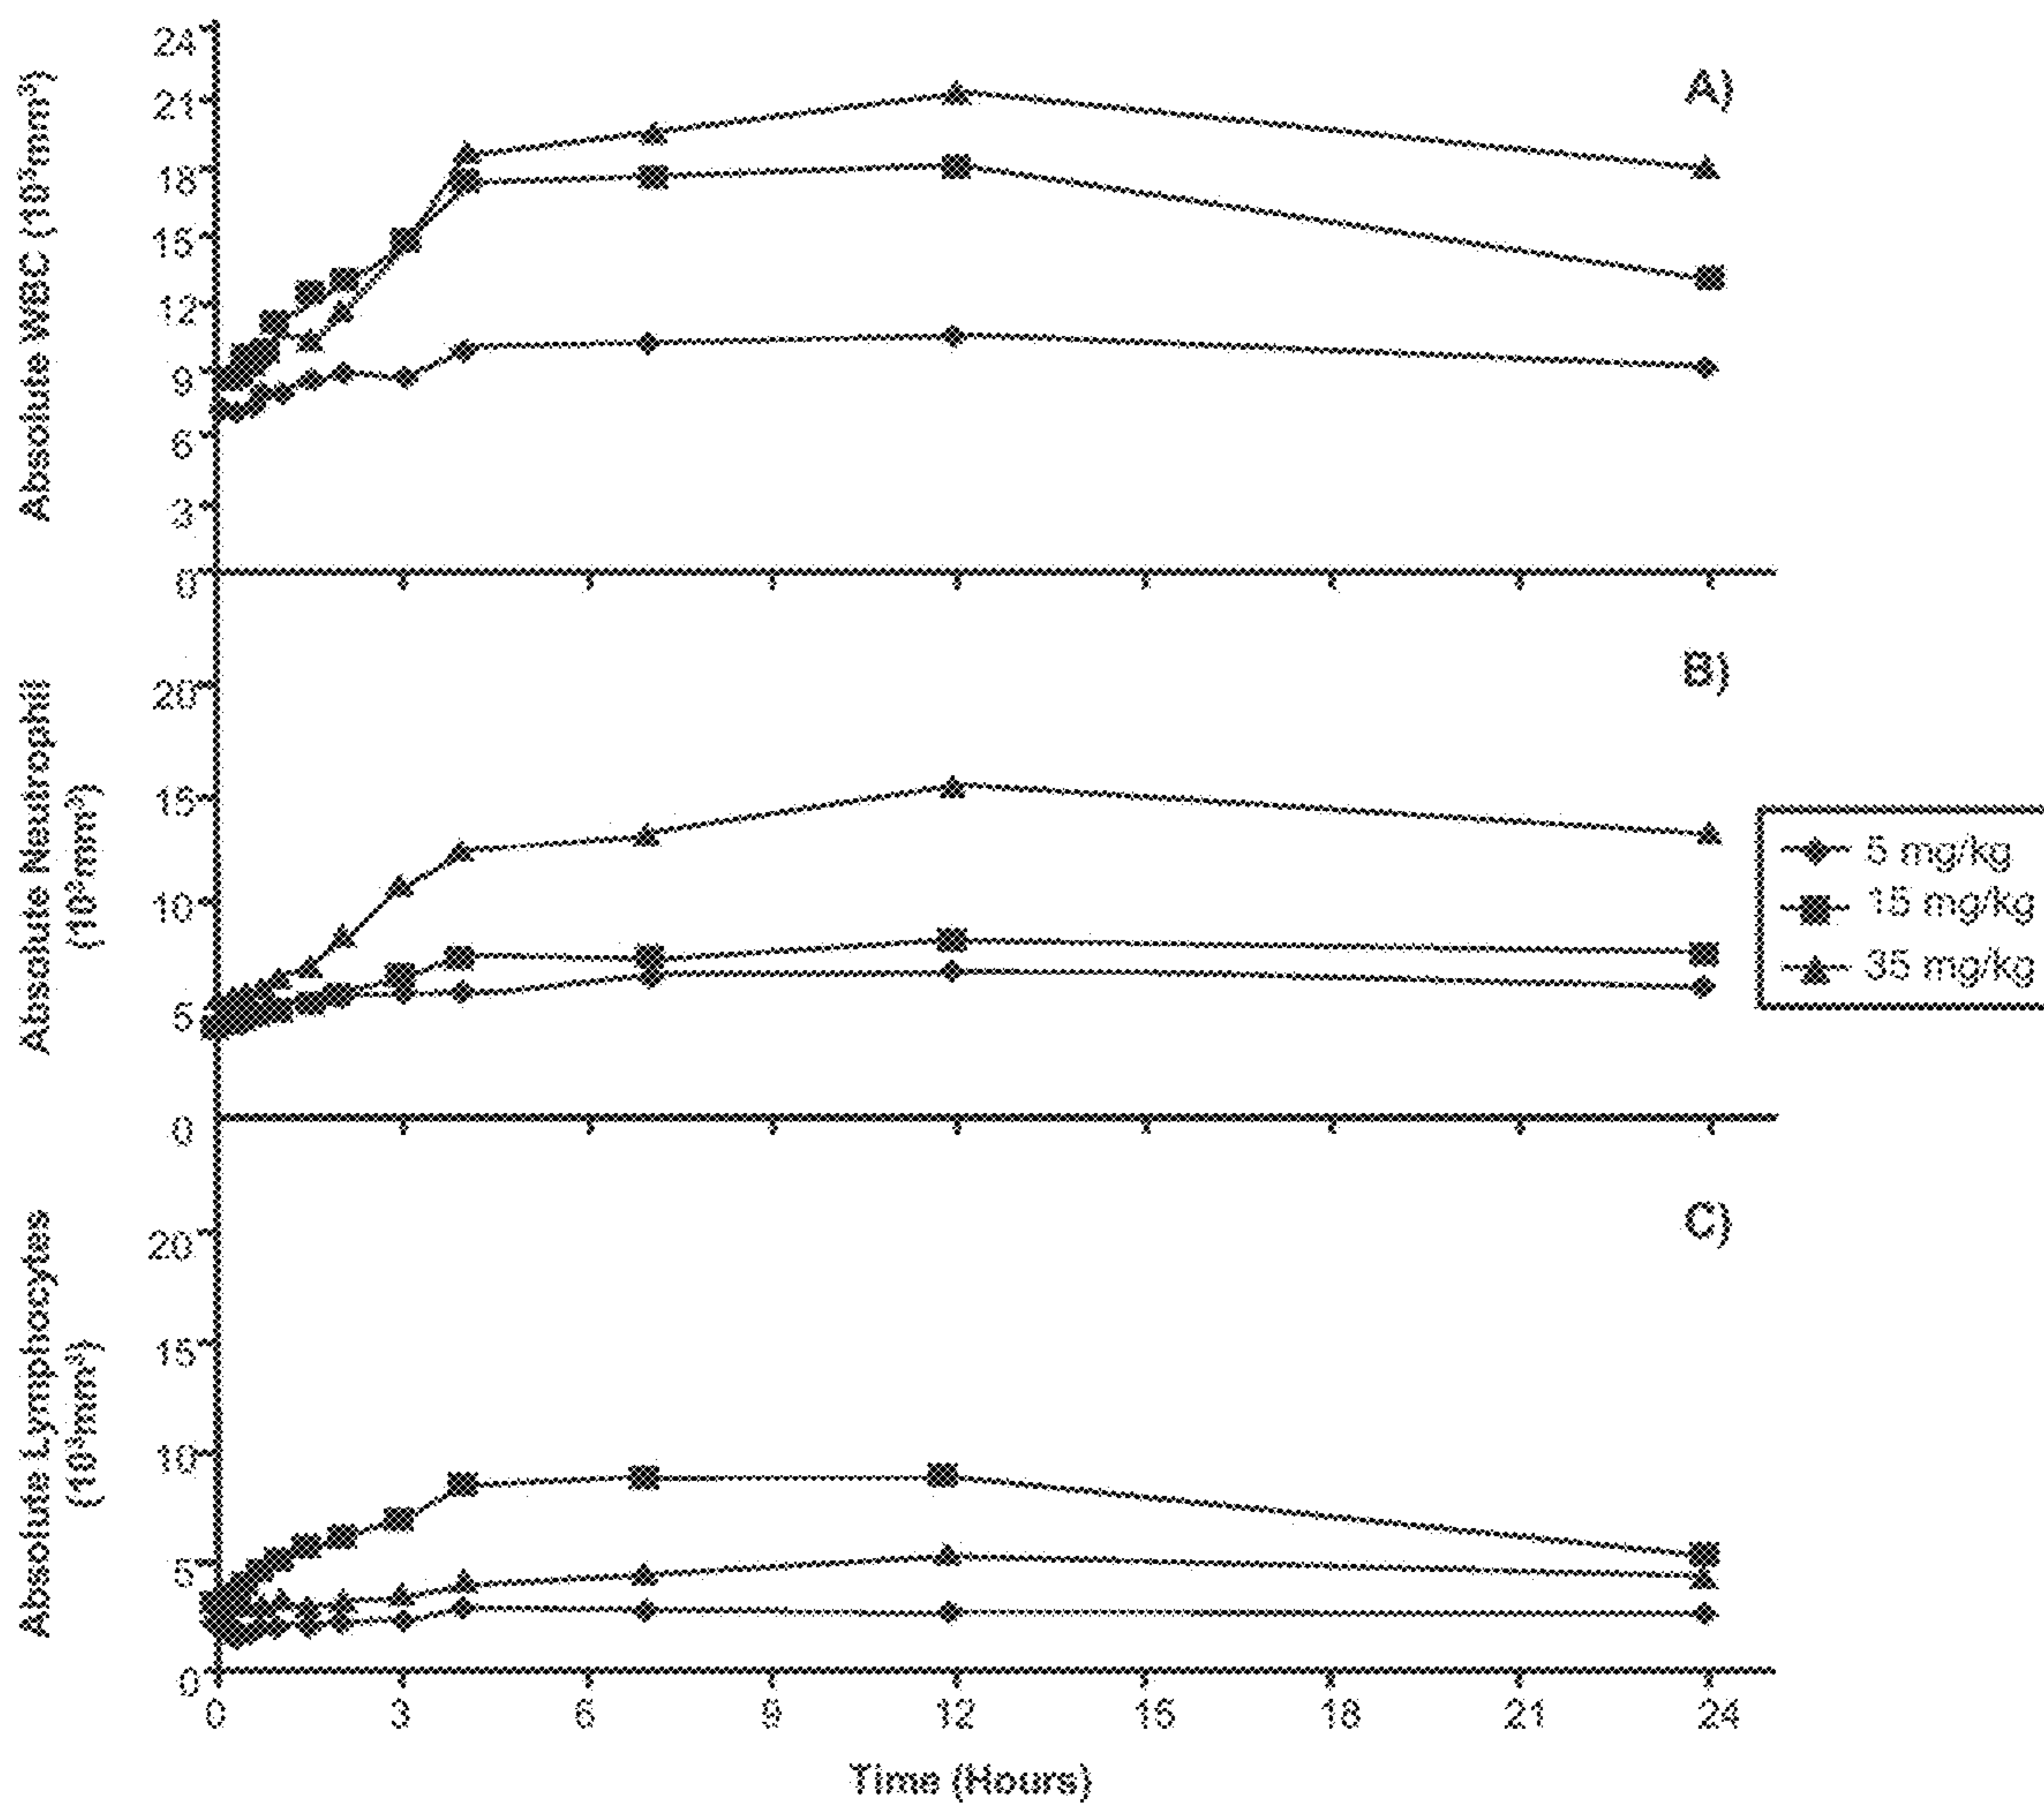 Absolute WBC (10³mm³)
24
21
18
15
12
9
6
3
0
A)
Absolute Neutrophil
(10³mm³)
20
15
10
5
0
B)
5 mg/kg
15 mg/kg
35 mg/kg
Absolute Lymphocytes
(10³mm³)
20
15
10
5
0
C)
0 3 6 9 12 15 18 21 24
Time (Hours)